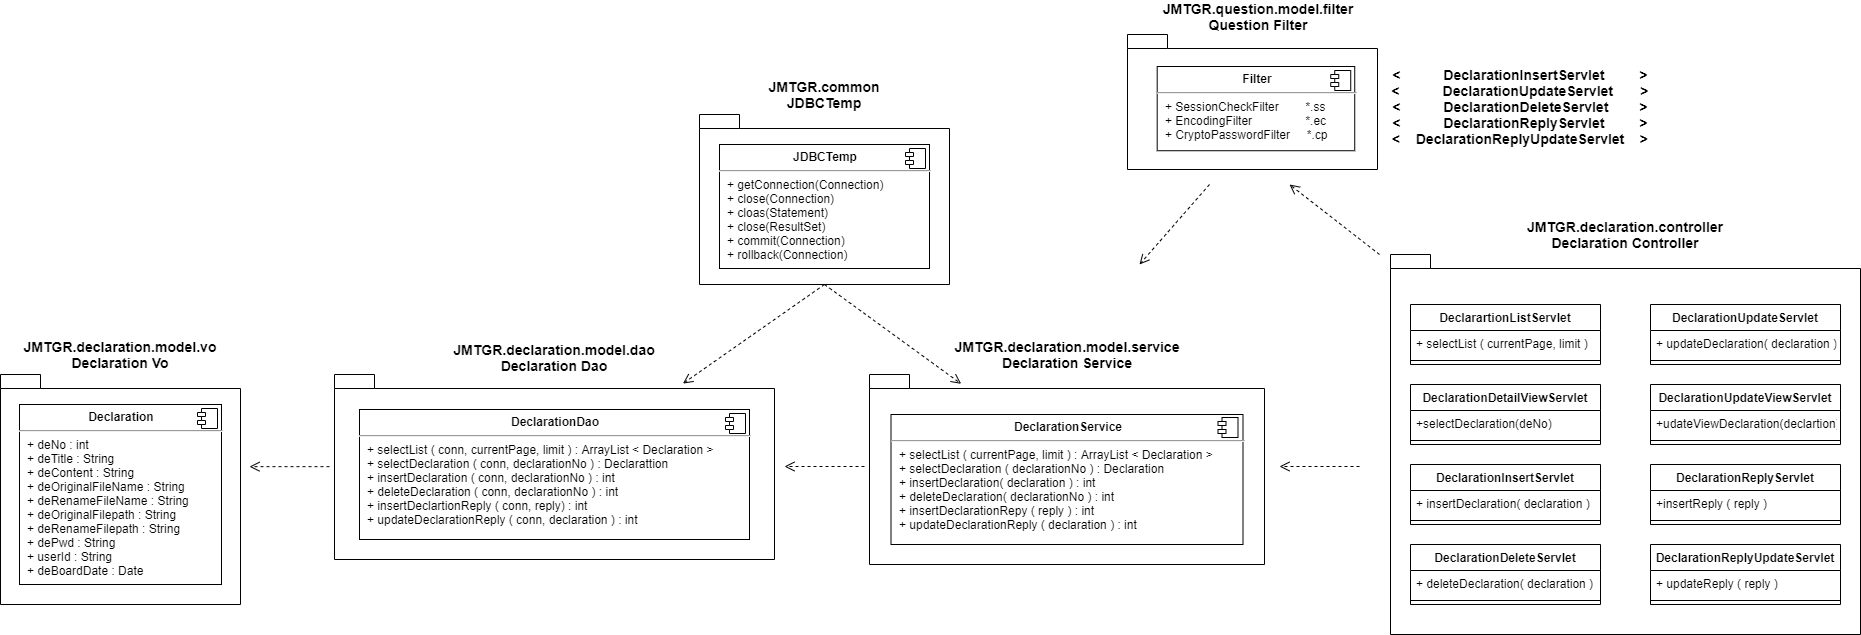 JMTGR.question.model.filter
Question Filter
Filter
+ SessionCheckFilter *.ss
+ EncodingFilter *.ec
+ CryptoPasswordFilter *.cp
< DeclarationInsertServlet >
< DeclarationUpdateServlet >
< DeclarationDeleteServlet >
< DeclarationReplyServlet >
< DeclarationReplyUpdateServlet >
JMTGR.common
JDBCTemp
JDBCTemp
+ getConnection(Connection)
+ close(Connection)
+ cloas(Statement)
+ close(ResultSet)
+ commit(Connection)
+ rollback(Connection)
JMTGR.declaration.model.vo
Declaration Vo
Declaration
+ deNo : int
+ deTitle : String
+ deContent : String
+ deOriginalFileName : String
+ deRenameFileName : String
+ deOriginalFilepath : String
+ deRenameFilepath : String
+ dePwd : String
+ userId : String
+ deBoardDate : Date
JMTGR.declaration.model.dao
Declaration Dao
DeclarationDao
+ selectList ( conn, currentPage, limit ) : ArrayList < Declaration >
+ selectDeclaration ( conn, declarationNo ) : Declarattion
+ insertDeclaration ( conn, declarationNo ) : int
+ deleteDeclaration ( conn, declarationNo ) : int
+ insertDeclartionReply ( conn, reply) : int
+ updateDeclarationReply ( conn, declaration ) : int
JMTGR.declaration.model.service
Declaration Service
DeclarationService
+ selectList ( currentPage, limit ) : ArrayList < Declaration >
+ selectDeclaration ( declarationNo ) : Declaration
+ insertDeclaration( declaration ) : int
+ deleteDeclaration( declarationNo ) : int
+ insertDeclarationRepy ( reply ) : int
+ updateDeclarationReply ( declaration ) : int
JMTGR.declaration.controller
Declaration Controller
DeclarartionListServlet
+ selectList ( currentPage, limit )
DeclarationUpdateServlet
+ updateDeclaration( declaration )
DeclarationDetailViewServlet
+selectDeclaration(deNo)
DeclarationUpdateViewServlet
+udateViewDeclaration(declartion
DeclarationInsertServlet
+ insertDeclaration( declaration )
DeclarationReplyServlet
+insertReply ( reply )
DeclarationDeleteServlet
+ deleteDeclaration( declaration )
DeclarationReplyUpdateServlet
+ updateReply ( reply )